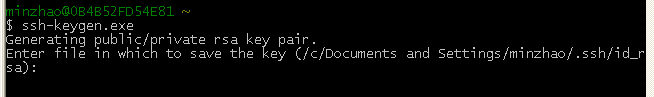 minzhao@0B4B52FD54E81 ~
$ ssh-keygen.exe
Generating public/private rsa key pair.
Enter file in which to save the key (/c/Documents and Settings/minzhao/.ssh/id_r
sa):